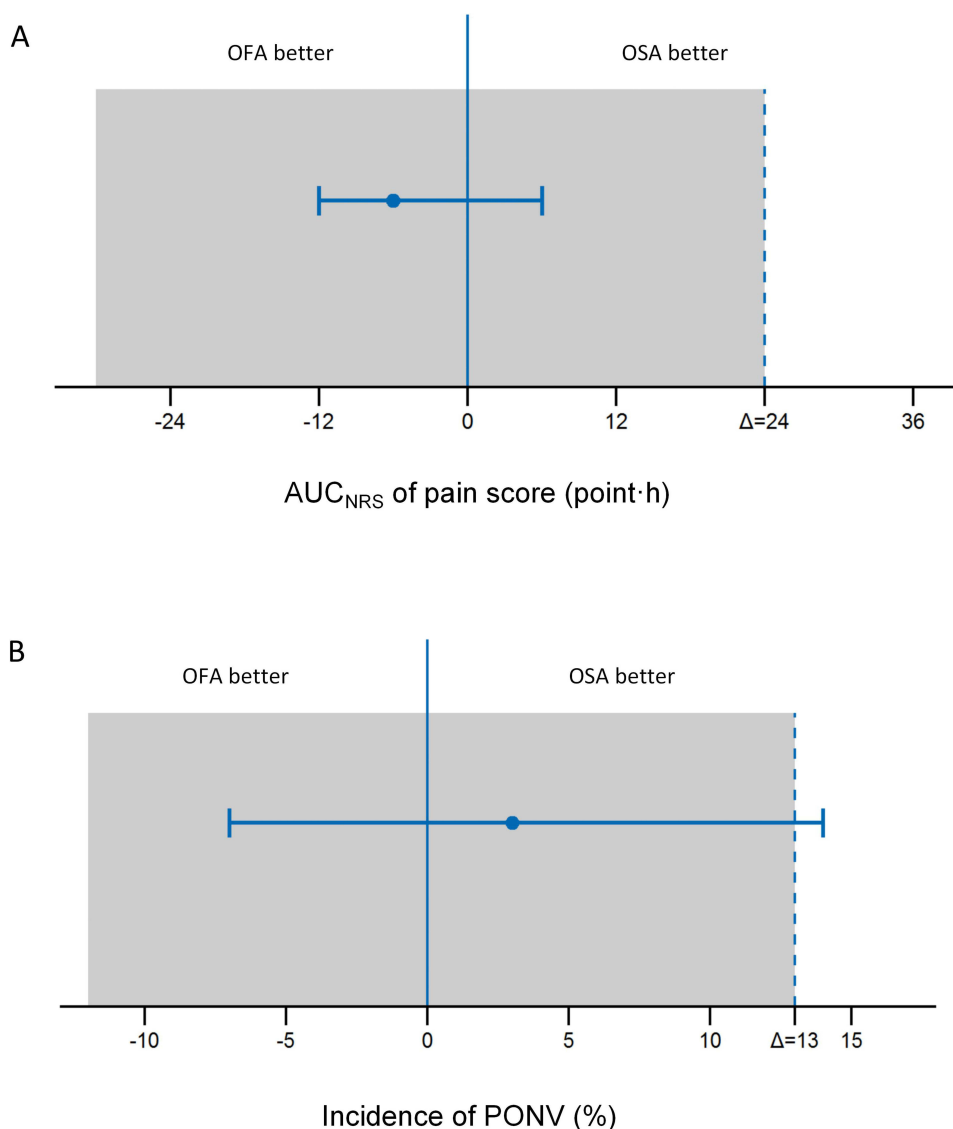 A
OFA better OSA better
-24 -12 0 12 Δ=24 36
AUCNRS of pain score (point·h)
B
OFA better OSA better
-10 -5 0 5 10 Δ=13 15
Incidence of PONV (%)